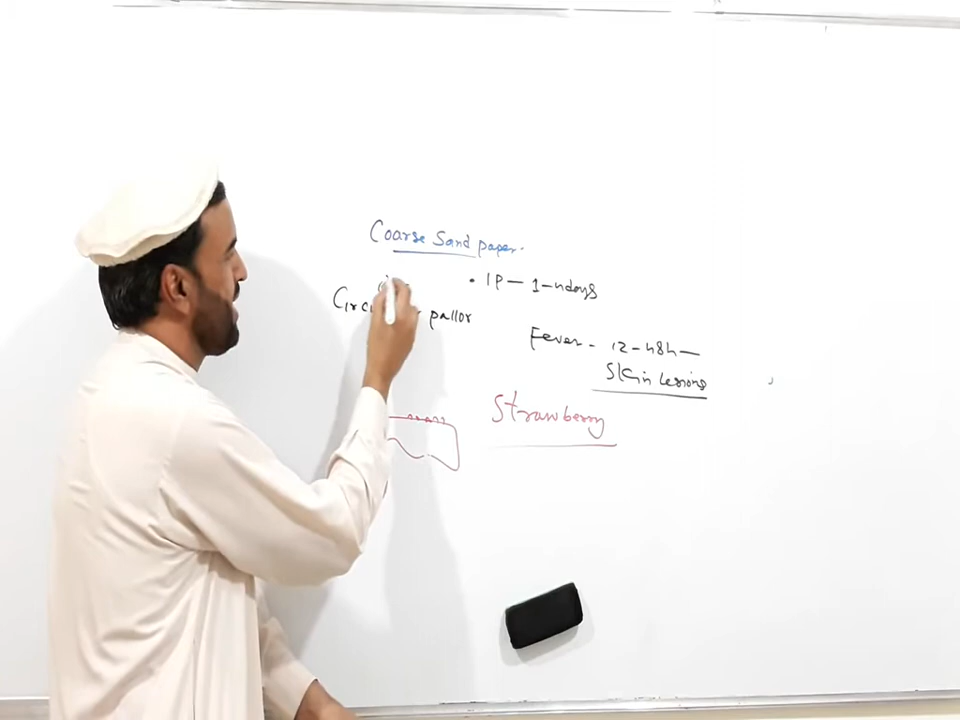 Coarse Sand paper.
• IP — 1-4days
pallor
Fever - 12-48h —
Skin lesions
Strawberry